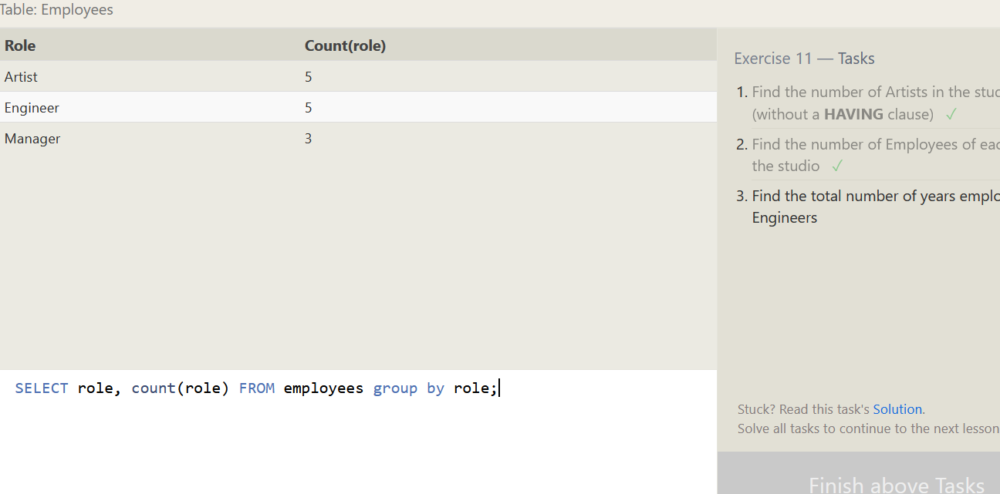 Table: Employees
Role Count(role)
Artist 5
Engineer 5
Manager 3
SELECT role, count(role) FROM employees group by role;
Exercise 11 — Tasks
1. Find the number of Artists in the
(without a HAVING clause) ✓
2. Find the number of Employees of
the studio ✓
3. Find the total number of years
Engineers
Stuck? Read this task's Solution.
Solve all tasks to continue to the next lesson
Finish above Tasks